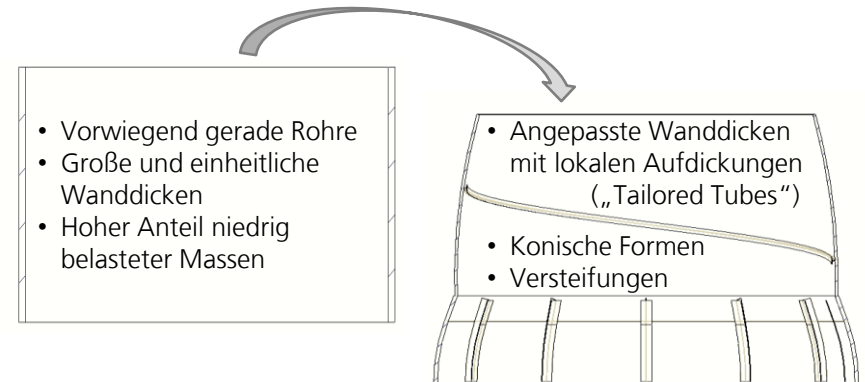 • Vorwiegend gerade Rohre
• Große und einheitliche
Wanddicken
• Hoher Anteil niedrig
belasteter Massen
• Angepasste Wanddicken
mit lokalen Aufdickungen
(„Tailored Tubes“)
• Konische Formen
• Versteifungen